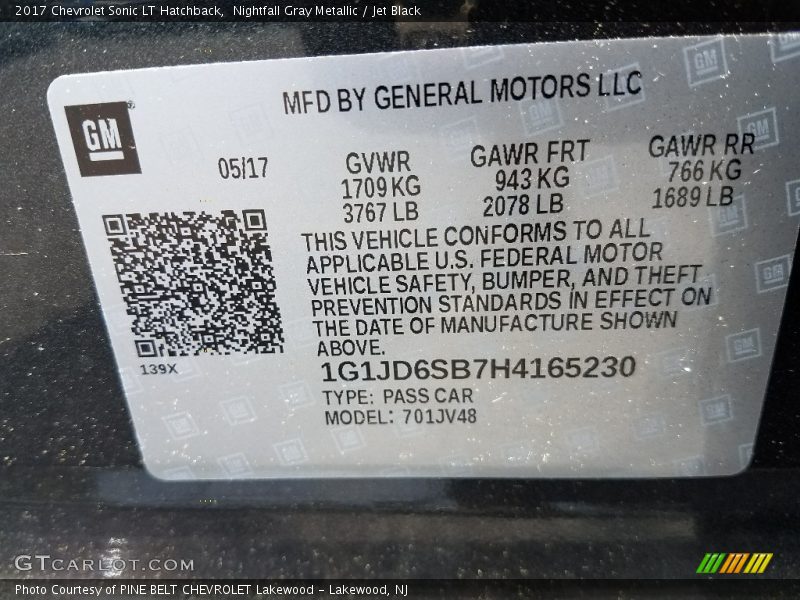 2017 Chevrolet Sonic LT Hatchback,  Nightfall Gray Metallic / Jet Black
MFD BY GENERAL MOTORS LLC
GM®
05/17
GVWR
1709 KG
3767 LB
GAWR FRT
943 KG
2078 LB
GAWR RR
766 KG
1689 LB
THIS VEHICLE CONFORMS TO ALL
APPLICABLE U.S. FEDERAL MOTOR
VEHICLE SAFETY, BUMPER, AND THEFT
PREVENTION STANDARDS IN EFFECT ON
THE DATE OF MANUFACTURE SHOWN
ABOVE.
139X
1G1JD6SB7H4165230
TYPE: PASS CAR
MODEL: 701JV48
GTCARLOT.COM
Photo Courtesy of PINE BELT CHEVROLET Lakewood - Lakewood, NJ